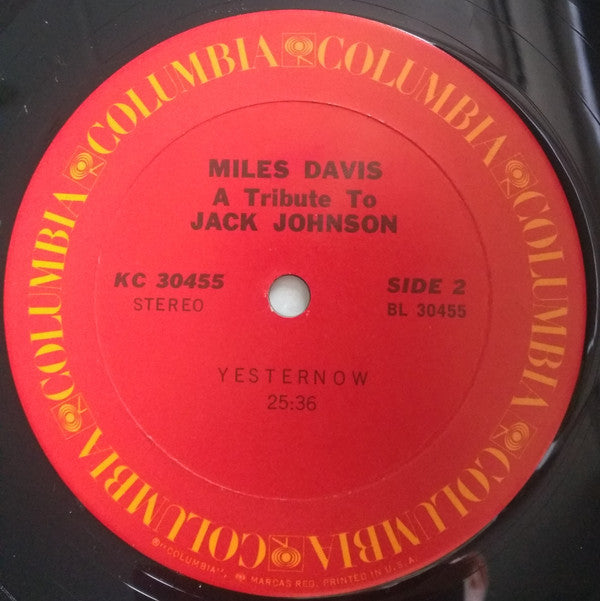 MILES DAVIS
A Tribute To
JACK JOHNSON
KC 30455
STEREO
SIDE 2
BL 30455
YESTERNOW
25:36
COLUMBIA COLUMBIA COLUMBIA COLUMBIA COLUMBIA COLUMBIA
® "COLUMBIA", MARCAS REG. PRINTED IN U.S.A.